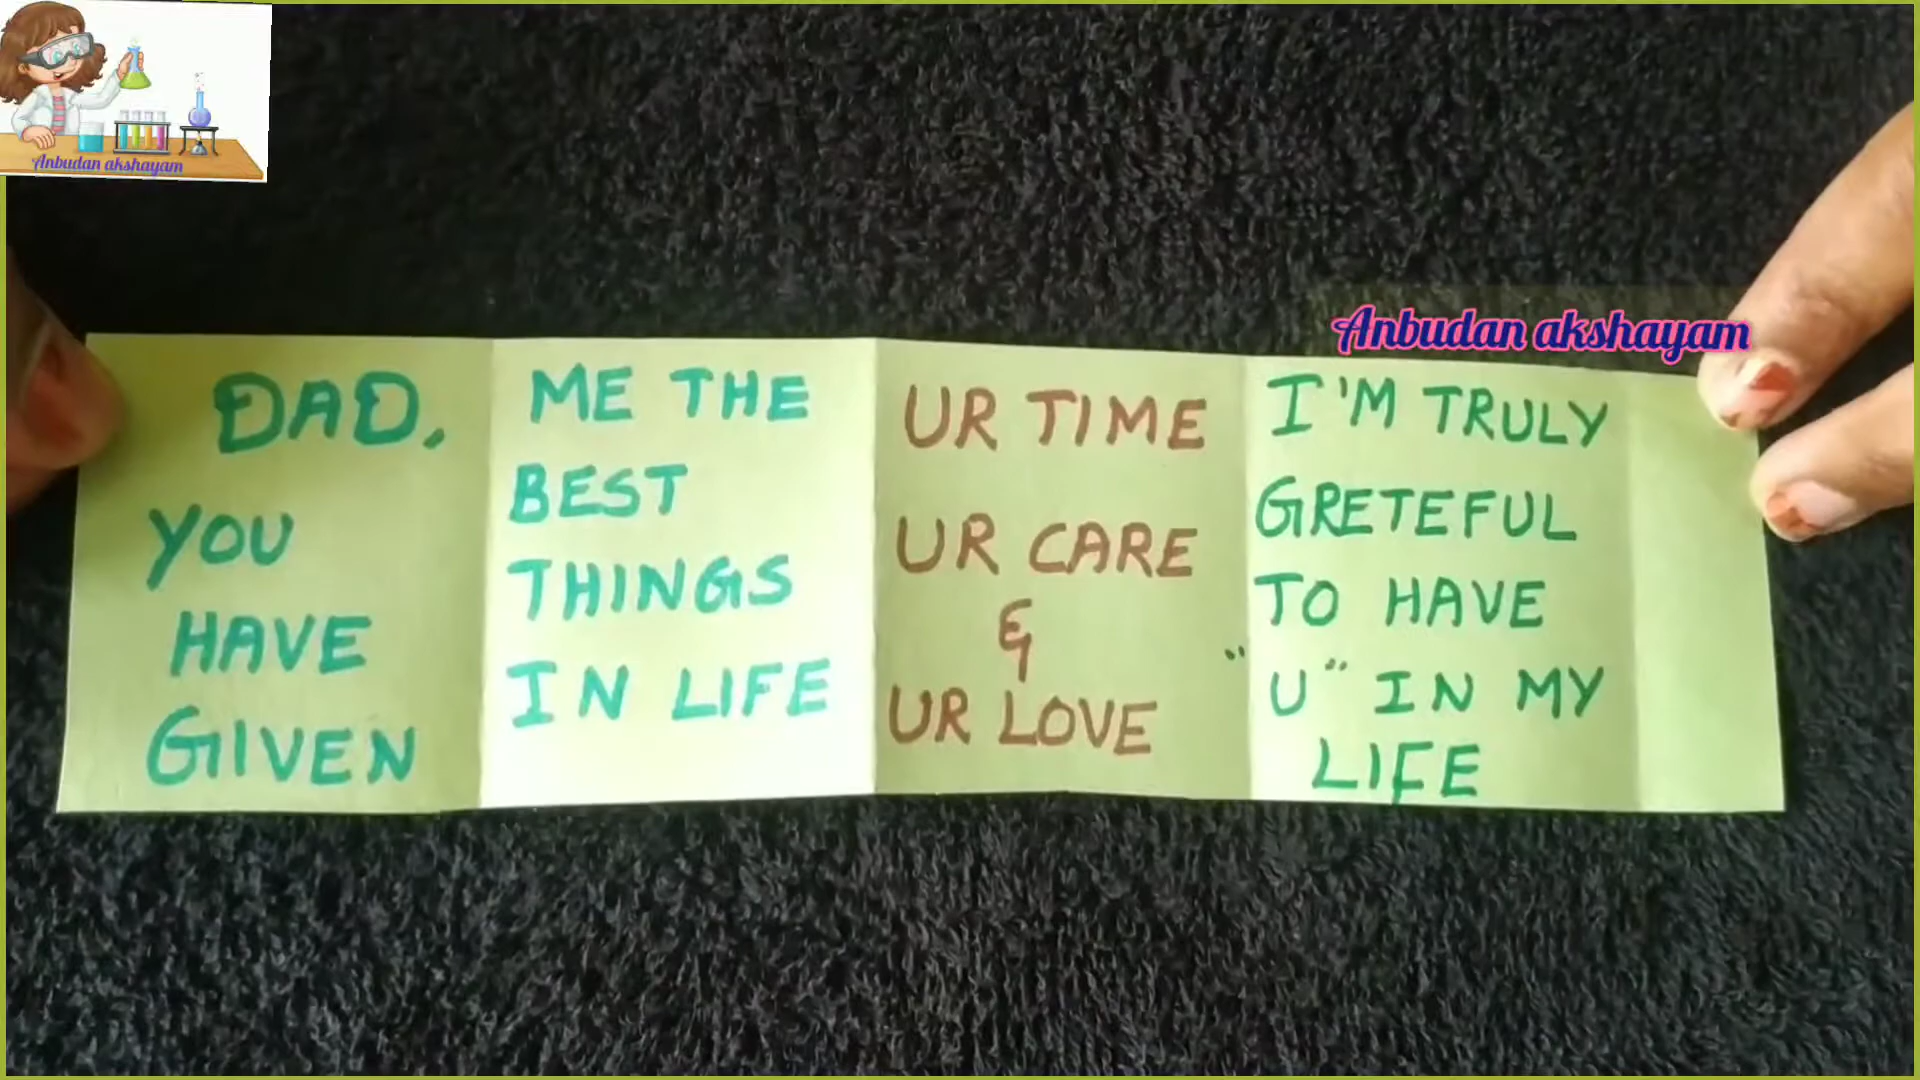 Anbudan akshayam
Anbudan akshayam
DAD,
YOU
HAVE
GIVEN
ME THE
BEST
THINGS
IN LIFE
UR TIME
UR CARE
&
UR LOVE
I'M TRULY
GRETEFUL
TO HAVE
"U" IN MY
LIFE